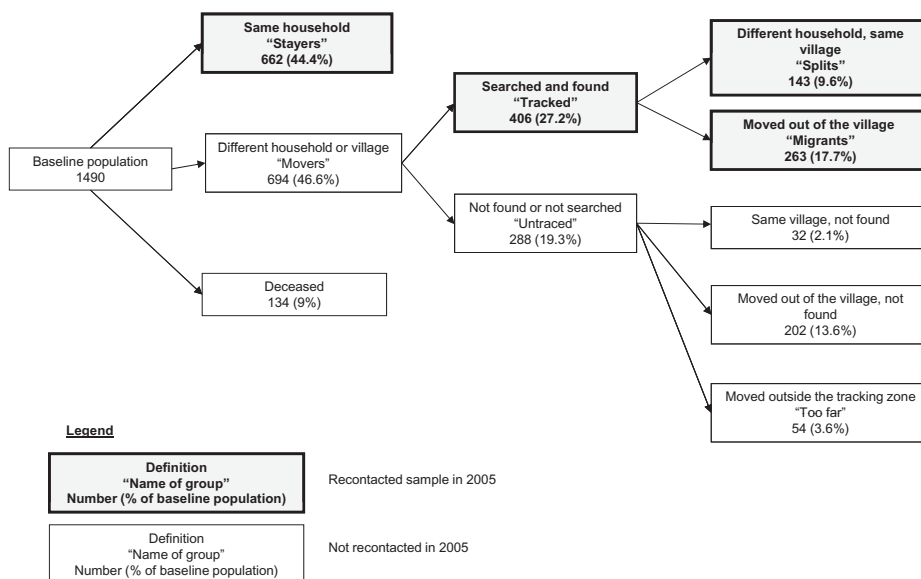 Same household
“Stayers”
662 (44.4%)
Different household, same
village
“Splits”
143 (9.6%)
Searched and found
“Tracked”
406 (27.2%)
Moved out of the village
“Migrants”
263 (17.7%)
Baseline population
1490
Different household or village
“Movers”
694 (46.6%)
Not found or not searched
“Untraced”
288 (19.3%)
Same village, not found
32 (2.1%)
Deceased
134 (9%)
Moved out of the village, not
found
202 (13.6%)
Moved outside the tracking zone
“Too far”
54 (3.6%)
Legend
Definition
“Name of group”
Number (% of baseline population)
Recontacted sample in 2005
Definition
“Name of group”
Number (% of baseline population)
Not recontacted in 2005